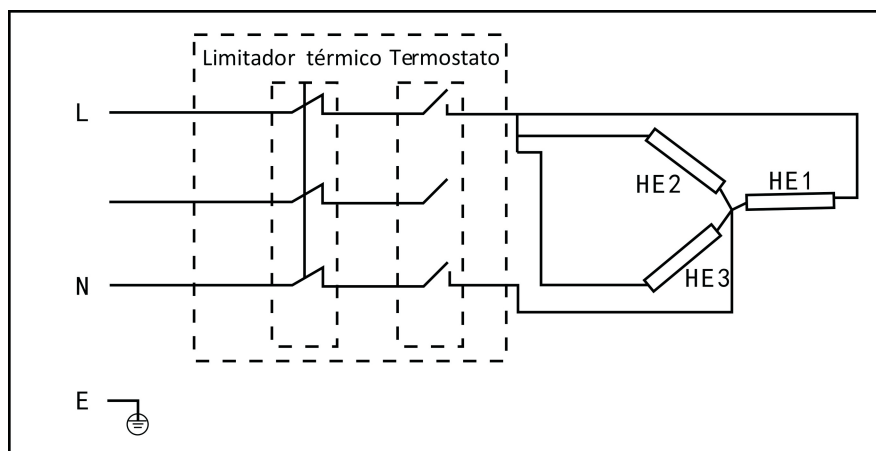 Limitador térmico Termostato
L
HE2
HE1
HE3
N
E